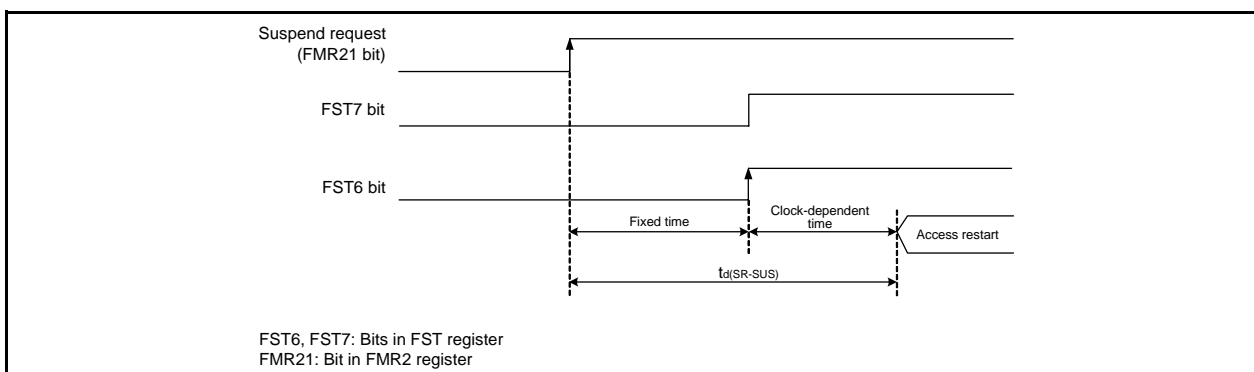 Suspend request
(FMR21 bit)
FST7 bit
FST6 bit
Fixed time
Clock-dependent
time
Access restart
td(SR-SUS)
FST6, FST7: Bits in FST register
FMR21: Bit in FMR2 register